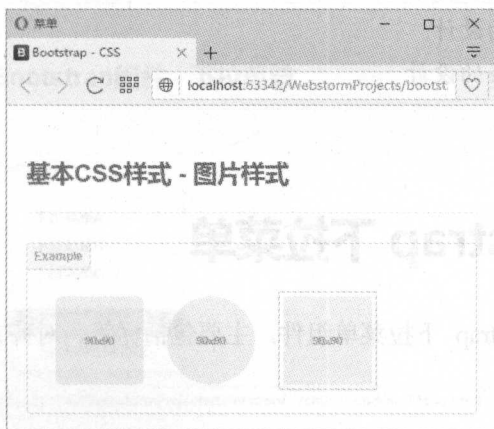 菜单
Bootstrap - CSS
localhost:63342/WebstormProjects/bootst
基本CSS样式 - 图片样式
Example
90x90 90x90 90x90